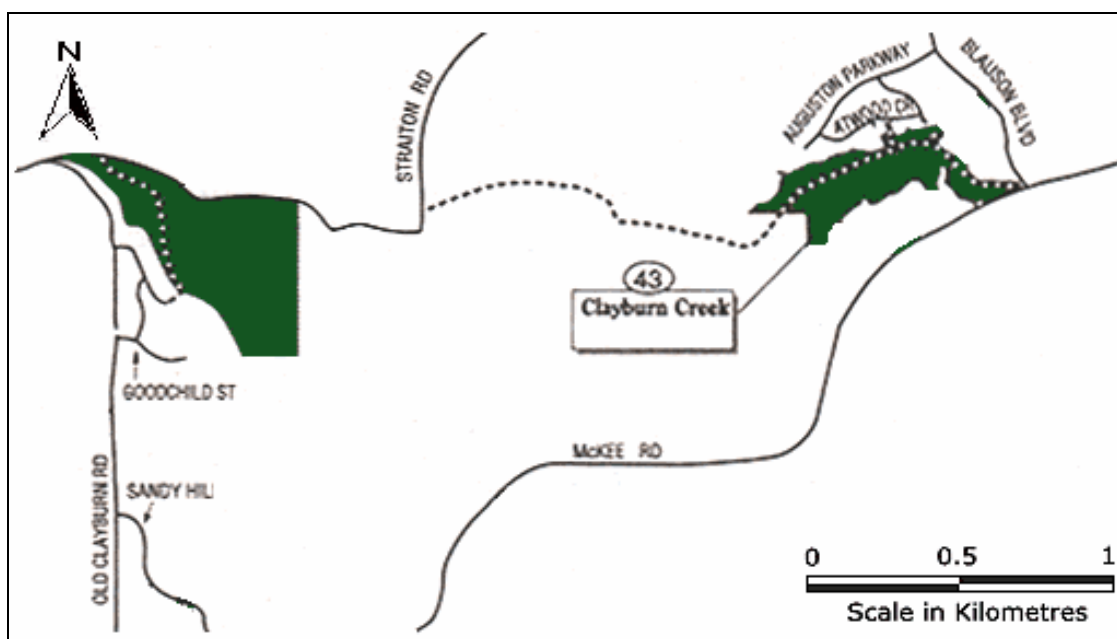 N
STRAITON RD
AUGUSTON PARKWAY
BLAUSON BLVD
ATWOOD CR
43
Clayburn Creek
GOODCHILD ST
McKEE RD
OLD CLAYBURN RD
SANDY HILL
0 0.5 1
Scale in Kilometres